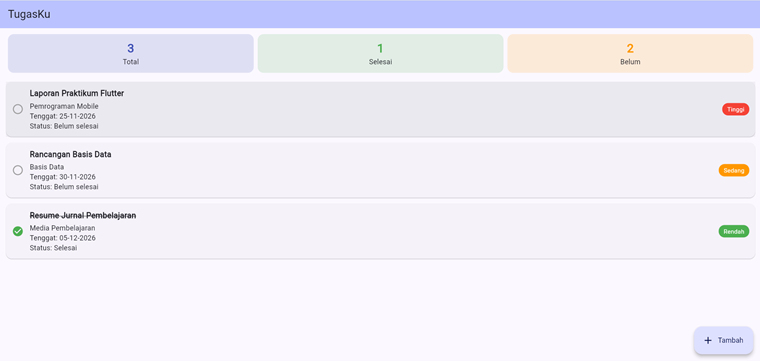 TugasKu
3
Total
1
Selesai
2
Belum
Laporan Praktikum Flutter
Pemrograman Mobile
Tenggat: 25-11-2026
Status: Belum selesai
Tinggi
Rancangan Basis Data
Basis Data
Tenggat: 30-11-2026
Status: Belum selesai
Sedang
Resume Jurnal Pembelajaran
Media Pembelajaran
Tenggat: 05-12-2026
Status: Selesai
Rendah
+ Tambah